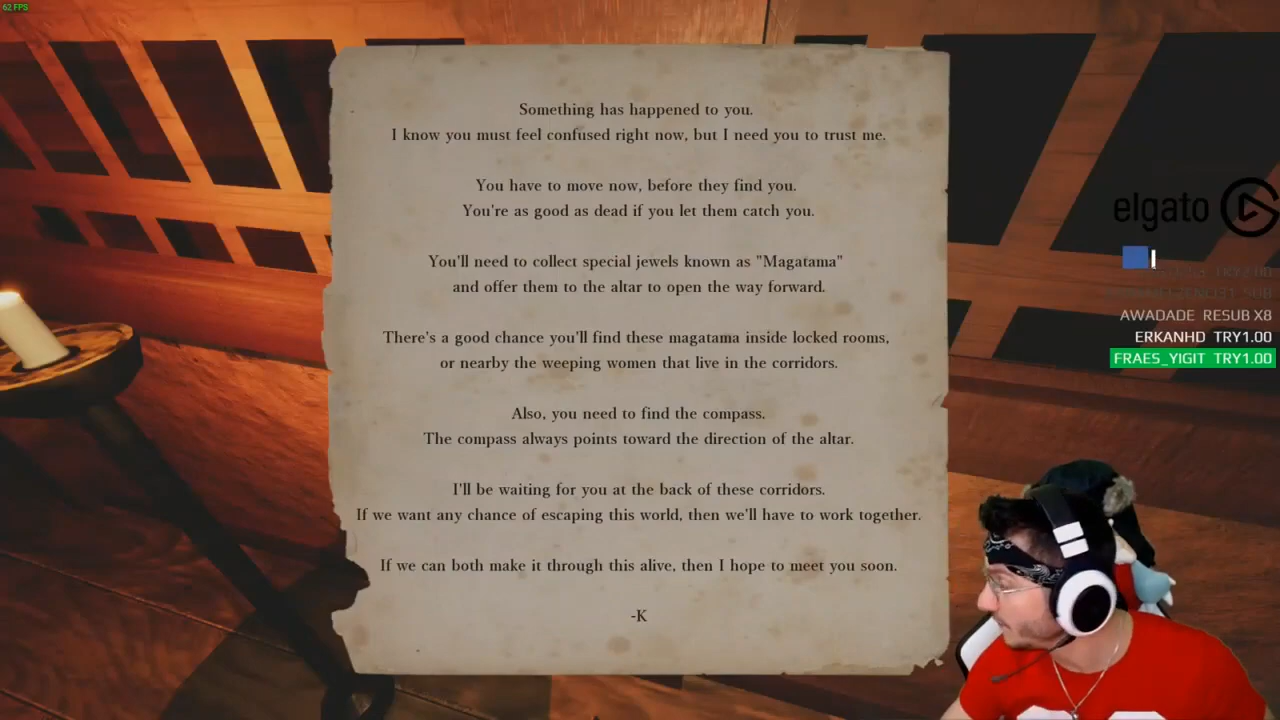 62 FPS
Something has happened to you.
I know you must feel confused right now, but I need you to trust me.
You have to move now, before they find you.
You're as good as dead if you let them catch you.
You'll need to collect special jewels known as "Magatama"
and offer them to the altar to open the way forward.
There's a good chance you'll find these magatama inside locked rooms,
or nearby the weeping women that live in the corridors.
Also, you need to find the compass.
The compass always points toward the direction of the altar.
I'll be waiting for you at the back of these corridors.
If we want any chance of escaping this world, then we'll have to work together.
If we can both make it through this alive, then I hope to meet you soon.
-K
elgato
AWADADE RESUB X8
ERKANHD TRY1.00
FRAES_YIGIT TRY1.00